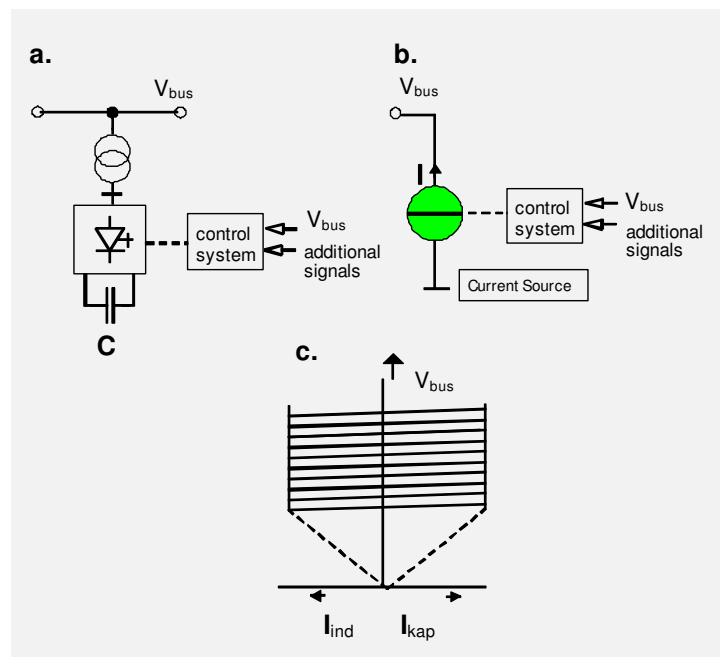 a.
V_bus
control
system
V_bus
additional
signals
C
b.
V_bus
I
control
system
V_bus
additional
signals
Current Source
c.
V_bus
I_ind
I_kap